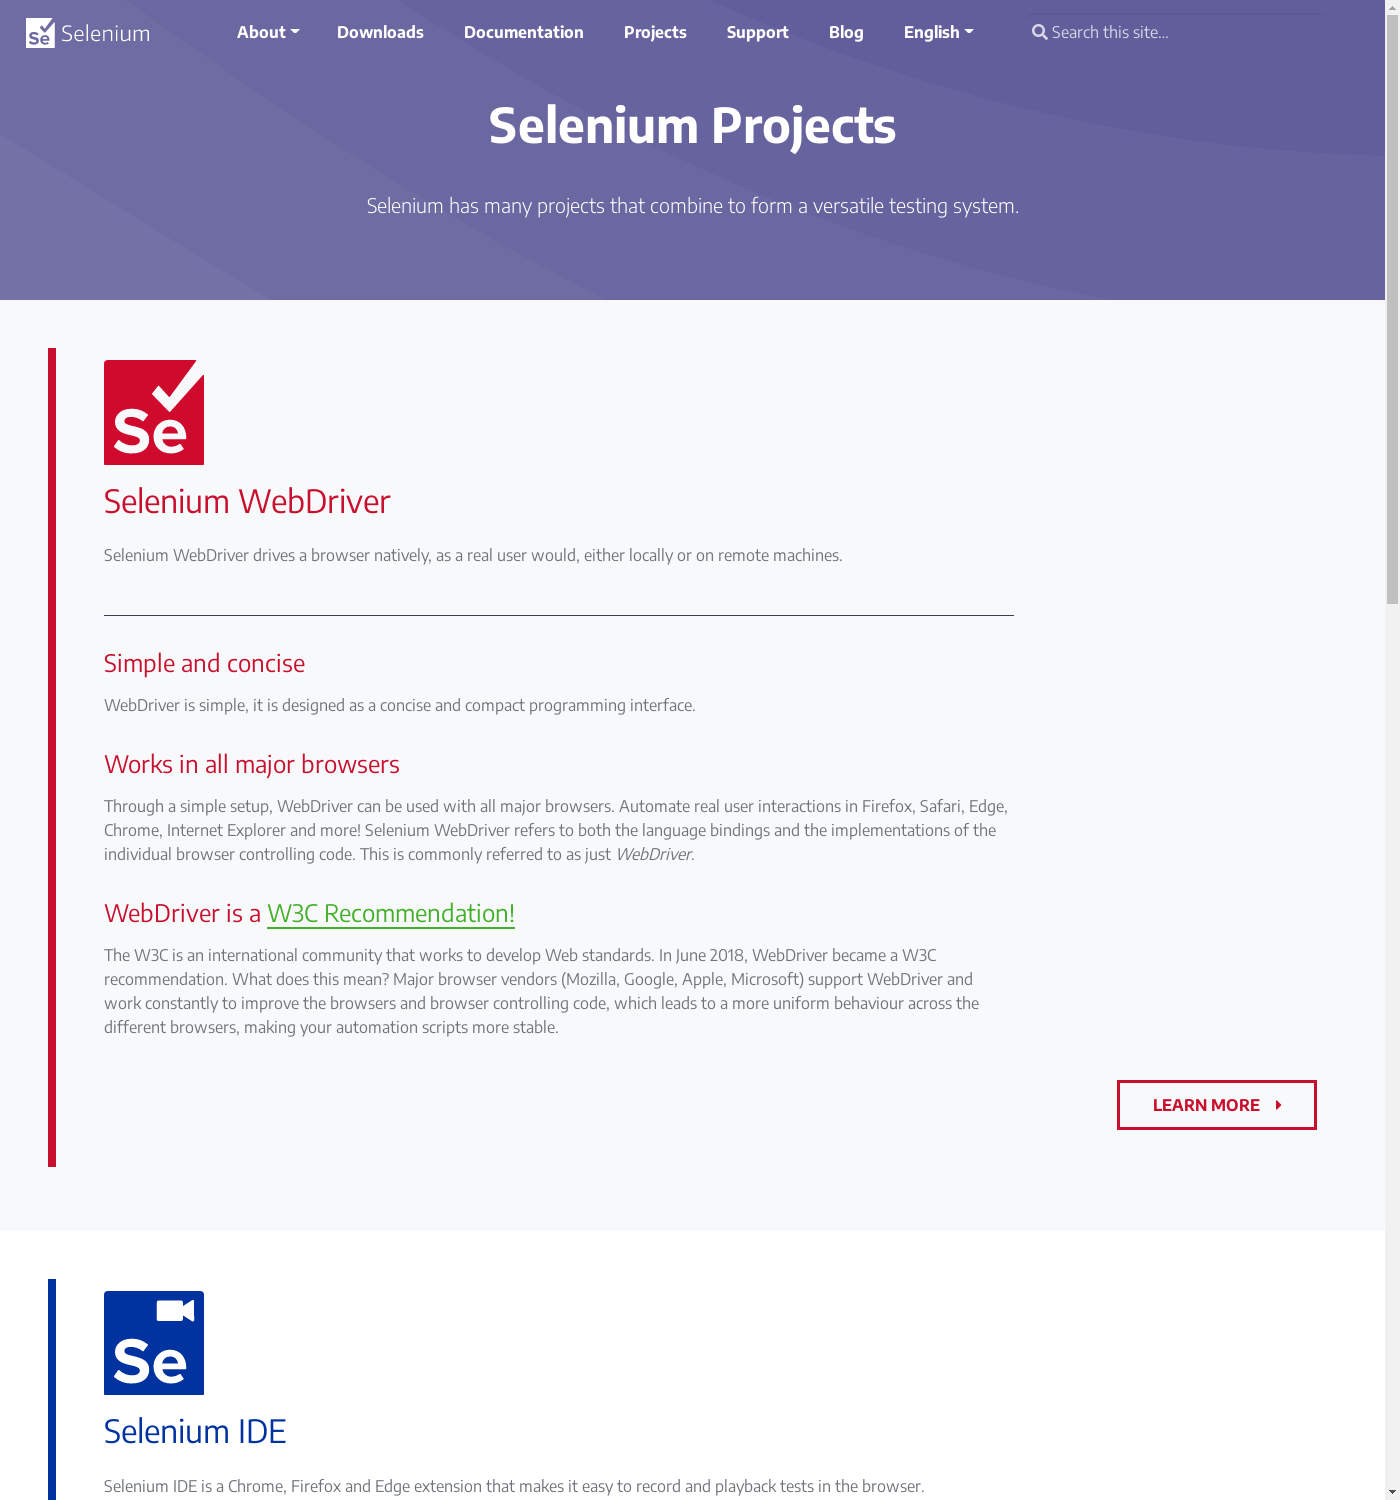 Se Selenium About Downloads Documentation Projects Support Blog English Search this site…
Selenium Projects
Selenium has many projects that combine to form a versatile testing system.
Se
Selenium WebDriver
Selenium WebDriver drives a browser natively, as a real user would, either locally or on remote machines.
Simple and concise
WebDriver is simple, it is designed as a concise and compact programming interface.
Works in all major browsers
Through a simple setup, WebDriver can be used with all major browsers. Automate real user interactions in Firefox, Safari, Edge,
Chrome, Internet Explorer and more! Selenium WebDriver refers to both the language bindings and the implementations of the
individual browser controlling code. This is commonly referred to as just WebDriver.
WebDriver is a W3C Recommendation!
The W3C is an international community that works to develop Web standards. In June 2018, WebDriver became a W3C
recommendation. What does this mean? Major browser vendors (Mozilla, Google, Apple, Microsoft) support WebDriver and
work constantly to improve the browsers and browser controlling code, which leads to a more uniform behaviour across the
different browsers, making your automation scripts more stable.
LEARN MORE
Se
Selenium IDE
Selenium IDE is a Chrome, Firefox and Edge extension that makes it easy to record and playback tests in the browser.